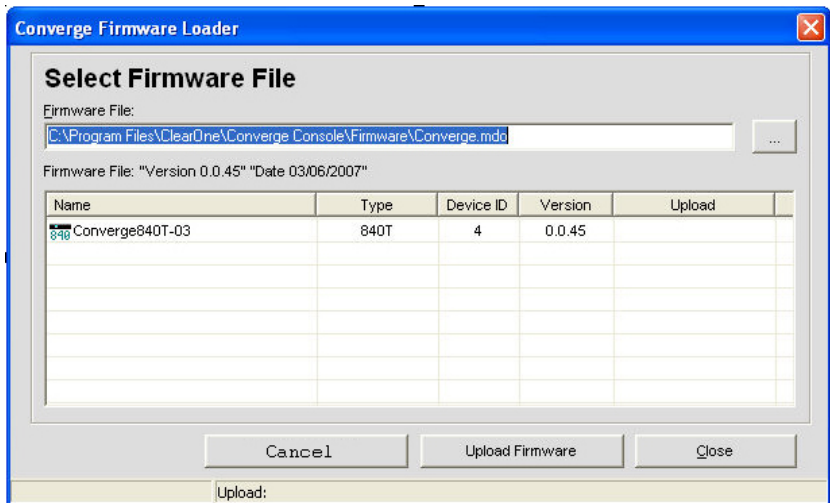 Converge Firmware Loader
Select Firmware File
Firmware File:
C:\Program Files\ClearOne\Converge Console\Firmware\Converge.mdo
...
Firmware File: "Version 0.0.45" "Date 03/06/2007"
Name Type Device ID Version Upload
840 Converge840T-03 840T 4 0.0.45
Cancel Upload Firmware Close
Upload: